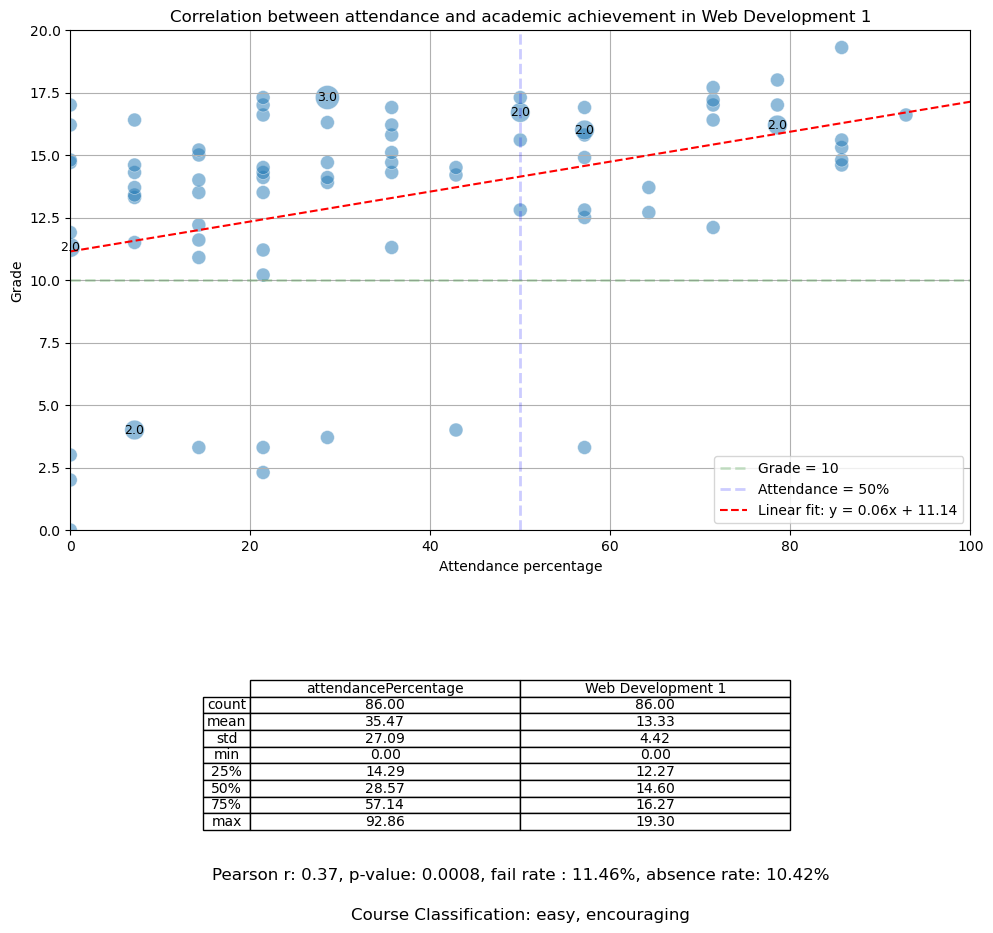 Correlation between attendance and academic achievement in Web Development 1
20.0
17.5
15.0
12.5
10.0
7.5
5.0
2.5
0.0
Grade
3.0
2.0
2.0
2.0
2.0
2.0
Grade = 10
Attendance = 50%
Linear fit: y = 0.06x + 11.14
0 20 40 60 80 100
Attendance percentage
attendancePercentage Web Development 1
count 86.00 86.00
mean 35.47 13.33
std 27.09 4.42
min 0.00 0.00
25% 14.29 12.27
50% 28.57 14.60
75% 57.14 16.27
max 92.86 19.30
Pearson r: 0.37, p-value: 0.0008, fail rate : 11.46%, absence rate: 10.42%
Course Classification: easy, encouraging